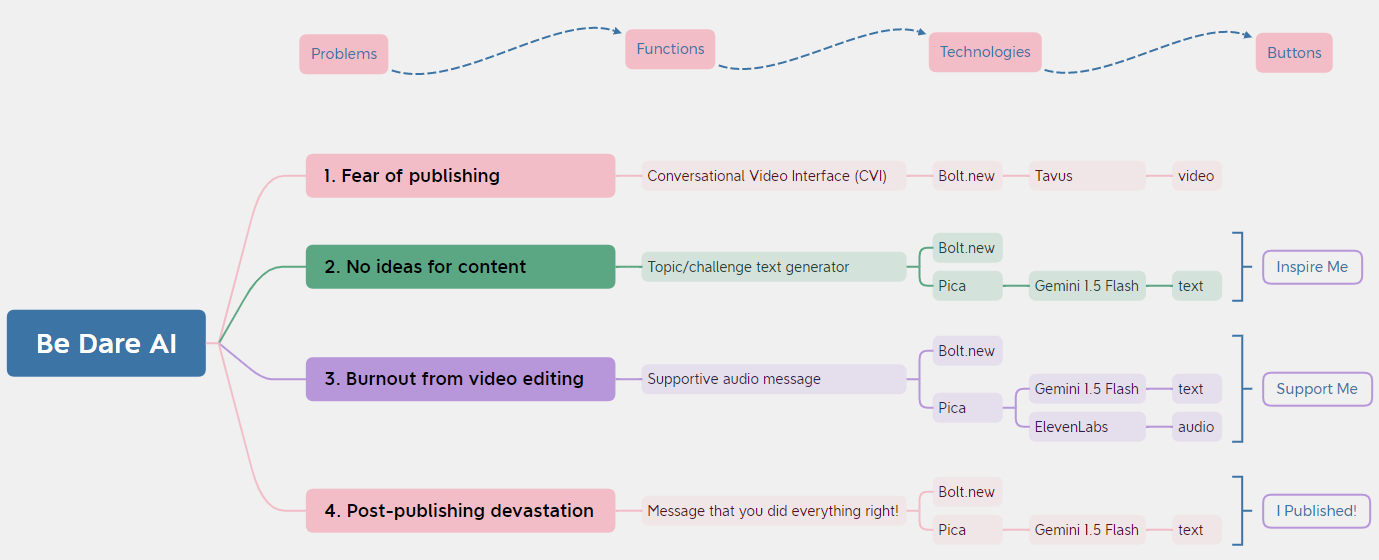 Problems
Functions
Technologies
Buttons
1. Fear of publishing
Conversational Video Interface (CVI)
Bolt.new
Tavus
video
2. No ideas for content
Topic/challenge text generator
Bolt.new
Pica
Gemini 1.5 Flash
text
Inspire Me
Be Dare AI
3. Burnout from video editing
Supportive audio message
Bolt.new
Pica
Gemini 1.5 Flash
text
ElevenLabs
audio
Support Me
4. Post-publishing devastation
Message that you did everything right!
Bolt.new
Pica
Gemini 1.5 Flash
text
I Published!